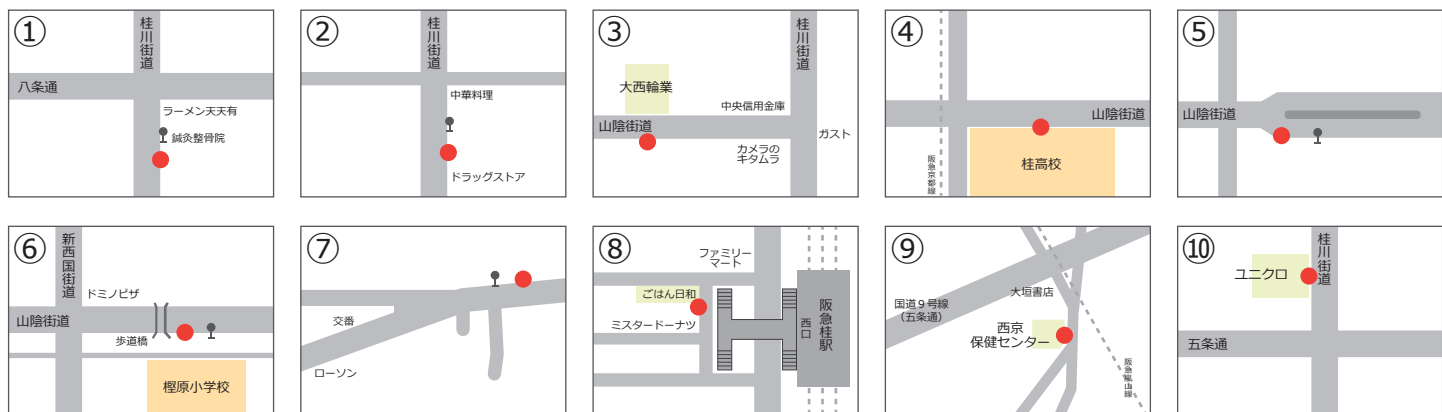 ①
桂川街道
八条通
ラーメン天天有
鍼灸整骨院
②
桂川街道
中華料理
ドラッグストア
③
桂川街道
大西輪業
中央信用金庫
山陰街道
ガスト
カメラの
キタムラ
④
山陰街道
阪急京都線
桂高校
⑤
山陰街道
⑥
新西国街道
ドミノピザ
山陰街道
歩道橋
樫原小学校
⑦
交番
ローソン
⑧
ファミリー
マート
ごはん日和
ミスタードーナツ
西口
阪急桂駅
⑨
大垣書店
国道９号線
(五条通)
西京
保健センター
阪急嵐山線
⑩
桂川街道
ユニクロ
五条通